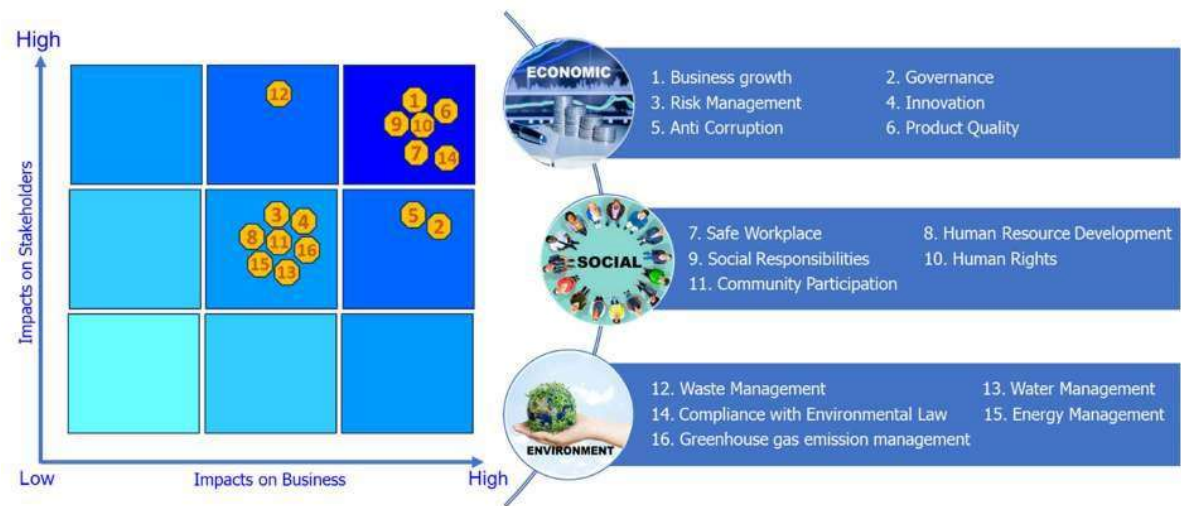 High
Impacts on Stakeholders
12
1
6
9 10
7 14
3 4
8 11 16
15 13
5 2
Low
Impacts on Business
High
ECONOMIC
1. Business growth 2. Governance
3. Risk Management 4. Innovation
5. Anti Corruption 6. Product Quality
SOCIAL
7. Safe Workplace 8. Human Resource Development
9. Social Responsibilities 10. Human Rights
11. Community Participation
ENVIRONMENT
12. Waste Management 13. Water Management
14. Compliance with Environmental Law 15. Energy Management
16. Greenhouse gas emission management